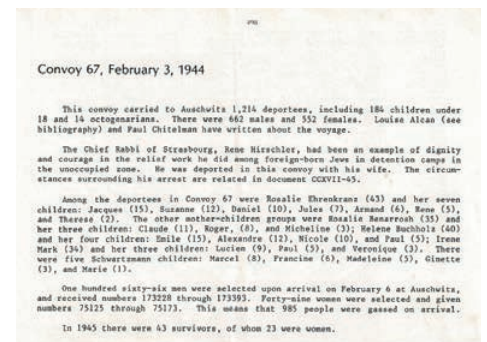 Convoy 67, February 3, 1944
This convoy carried to Auschwitz 1,214 deportees, including 184 children under
18 and 14 octogenarians. There were 662 males and 552 females. Louise Alcan (see
bibliography) and Paul Chitelman have written about the voyage.
The Chief Rabbi of Strasbourg, Rene Hirschler, had been an example of dignity
and courage in the relief work he did among foreign-born Jews in detention camps in
the unoccupied zone. He was deported in this convoy with his wife. The circum-
stances surrounding his arrest are related in document CCXVII-45.
Among the deportees in Convoy 67 were Rosalie Ehrenkranz (43) and her seven
children: Jacques (15), Suzanne (12), Daniel (10), Jules (7), Armand (6), Rene (5),
and Therese (2). The other mother-children groups were Rosalie Benarrosh (35) and
her three children: Claude (11), Roger, (8), and Micheline (3); Helene Buchholz (40)
and her four children: Emile (15), Alexandre (12), Nicole (10), and Paul (5); Irene
Mark (34) and her three children: Lucien (9), Paul (5), and Veronique (3). There
were five Schwartzmann children: Marcel (8), Francine (6), Madeleine (5), Ginette
(3), and Marie (1).
One hundred sixty-six men were selected upon arrival on February 6 at Auschwitz,
and received numbers 173228 through 173393. Forty-nine women were selected and given
numbers 75125 through 75173. This means that 985 people were gassed on arrival.
In 1945 there were 43 survivors, of whom 23 were women.